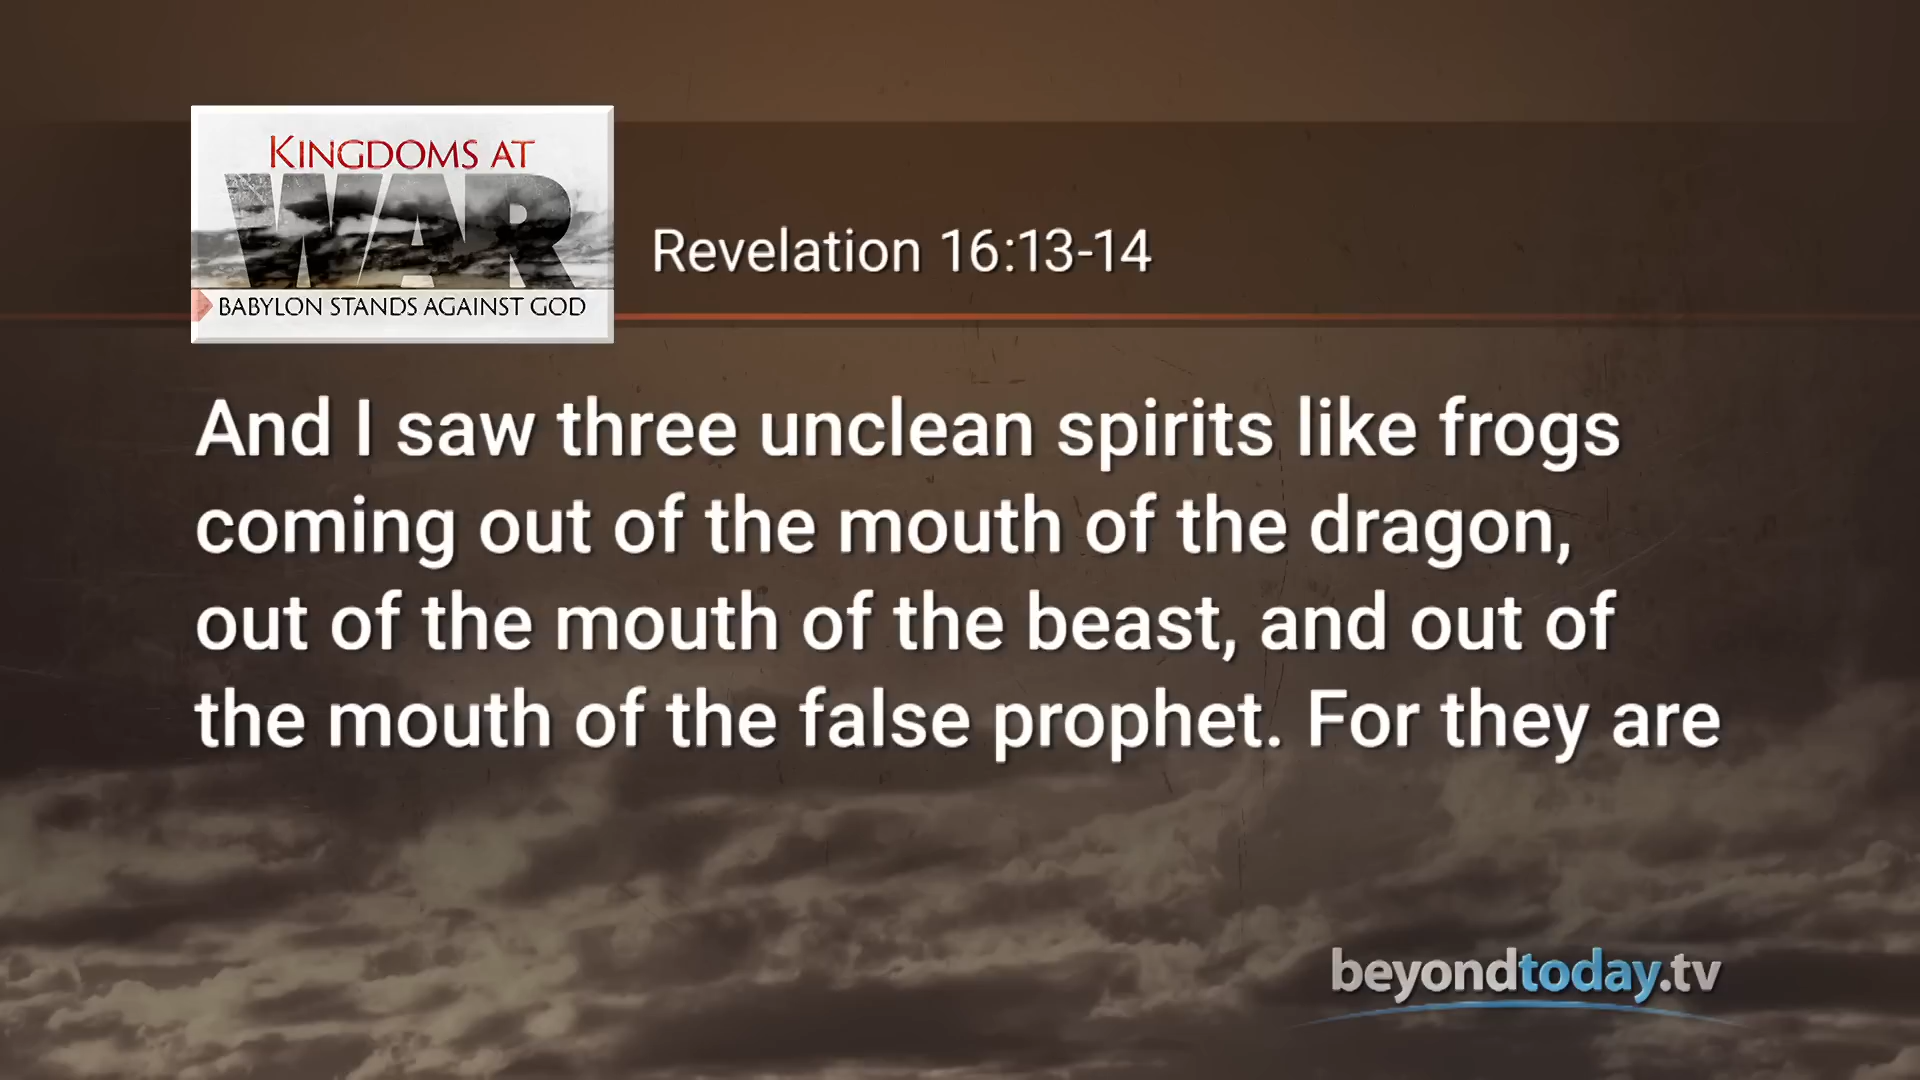 KINGDOMS AT
WAR
BABYLON STANDS AGAINST GOD
Revelation 16:13-14
And I saw three unclean spirits like frogs
coming out of the mouth of the dragon,
out of the mouth of the beast, and out of
the mouth of the false prophet. For they are
beyondtoday.tv